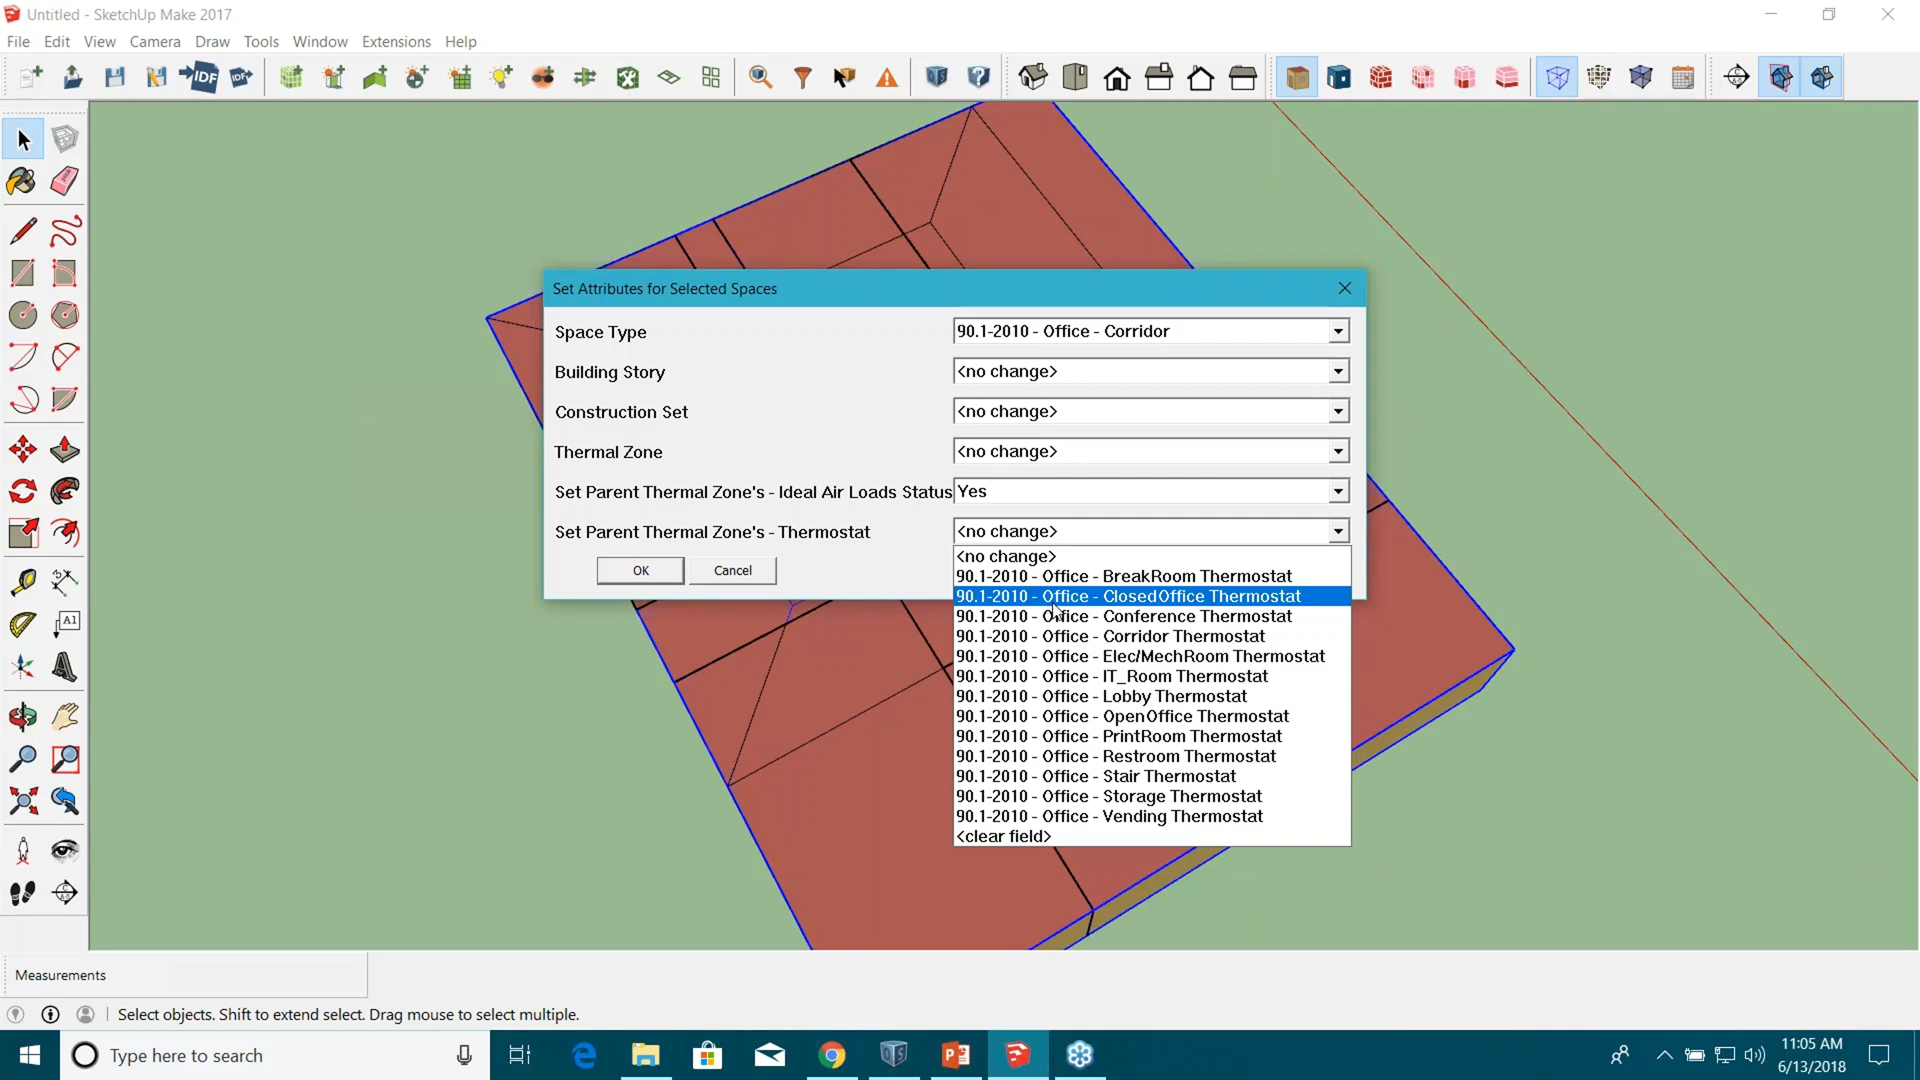 Untitled - SketchUp Make 2017
File Edit View Camera Draw Tools Window Extensions Help
IDF IDF
Set Attributes for Selected Spaces
Space Type 90.1-2010 - Office - Corridor
Building Story <no change>
Construction Set <no change>
Thermal Zone <no change>
Set Parent Thermal Zone's - Ideal Air Loads Status Yes
Set Parent Thermal Zone's - Thermostat <no change>
OK Cancel
<no change>
90.1-2010 - Office - BreakRoom Thermostat
90.1-2010 - Office - ClosedOffice Thermostat
90.1-2010 - Office - Conference Thermostat
90.1-2010 - Office - Corridor Thermostat
90.1-2010 - Office - Elec/MechRoom Thermostat
90.1-2010 - Office - IT_Room Thermostat
90.1-2010 - Office - Lobby Thermostat
90.1-2010 - Office - OpenOffice Thermostat
90.1-2010 - Office - PrintRoom Thermostat
90.1-2010 - Office - Restroom Thermostat
90.1-2010 - Office - Stair Thermostat
90.1-2010 - Office - Storage Thermostat
90.1-2010 - Office - Vending Thermostat
<clear field>
A1
Measurements
Select objects. Shift to extend select. Drag mouse to select multiple.
Type here to search
11:05 AM
6/13/2018